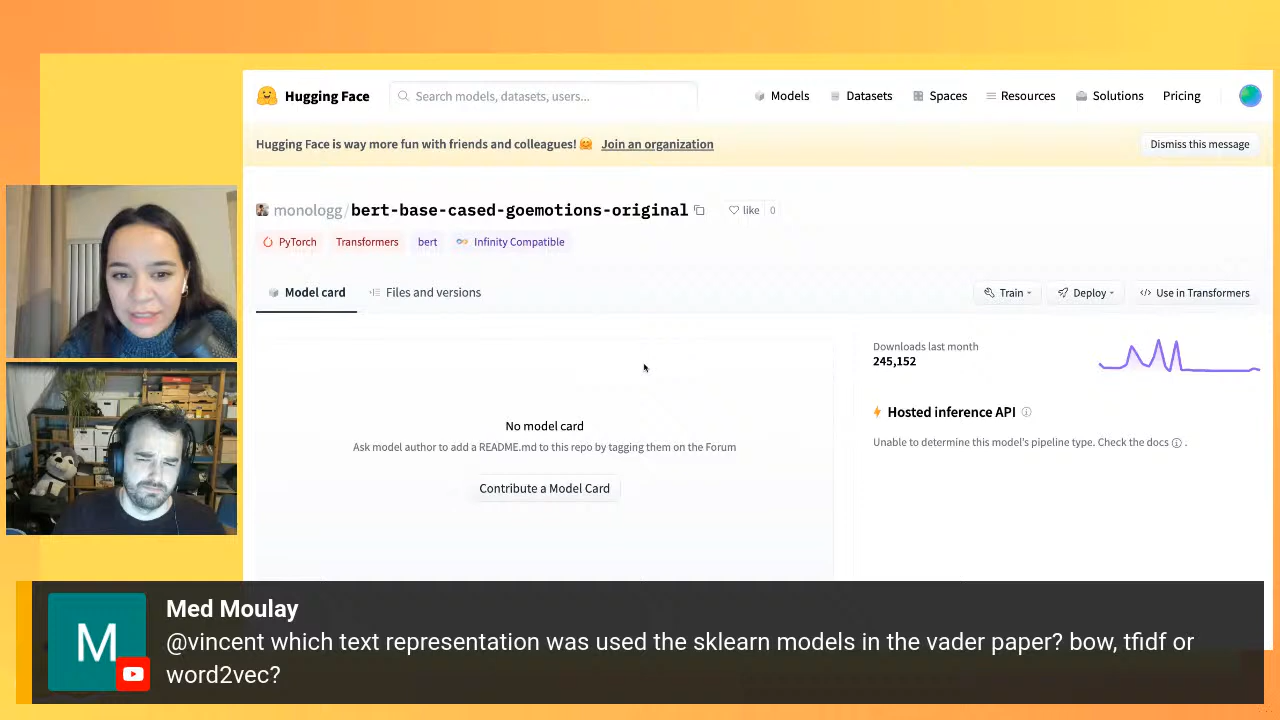 Hugging Face
Search models, datasets, users...
Models
Datasets
Spaces
Resources
Solutions
Pricing
Hugging Face is way more fun with friends and colleagues! 🤗 Join an organization
Dismiss this message
monologg/bert-base-cased-goemotions-original
like 0
PyTorch
Transformers
bert
Infinity Compatible
Model card
Files and versions
Train
Deploy
</> Use in Transformers
Downloads last month
245,152
No model card
Ask model author to add a README.md to this repo by tagging them on the Forum
Contribute a Model Card
Hosted inference API
Unable to determine this model's pipeline type. Check the docs .
M
Med Moulay
@vincent which text representation was used the sklearn models in the vader paper? bow, tfidf or
word2vec?